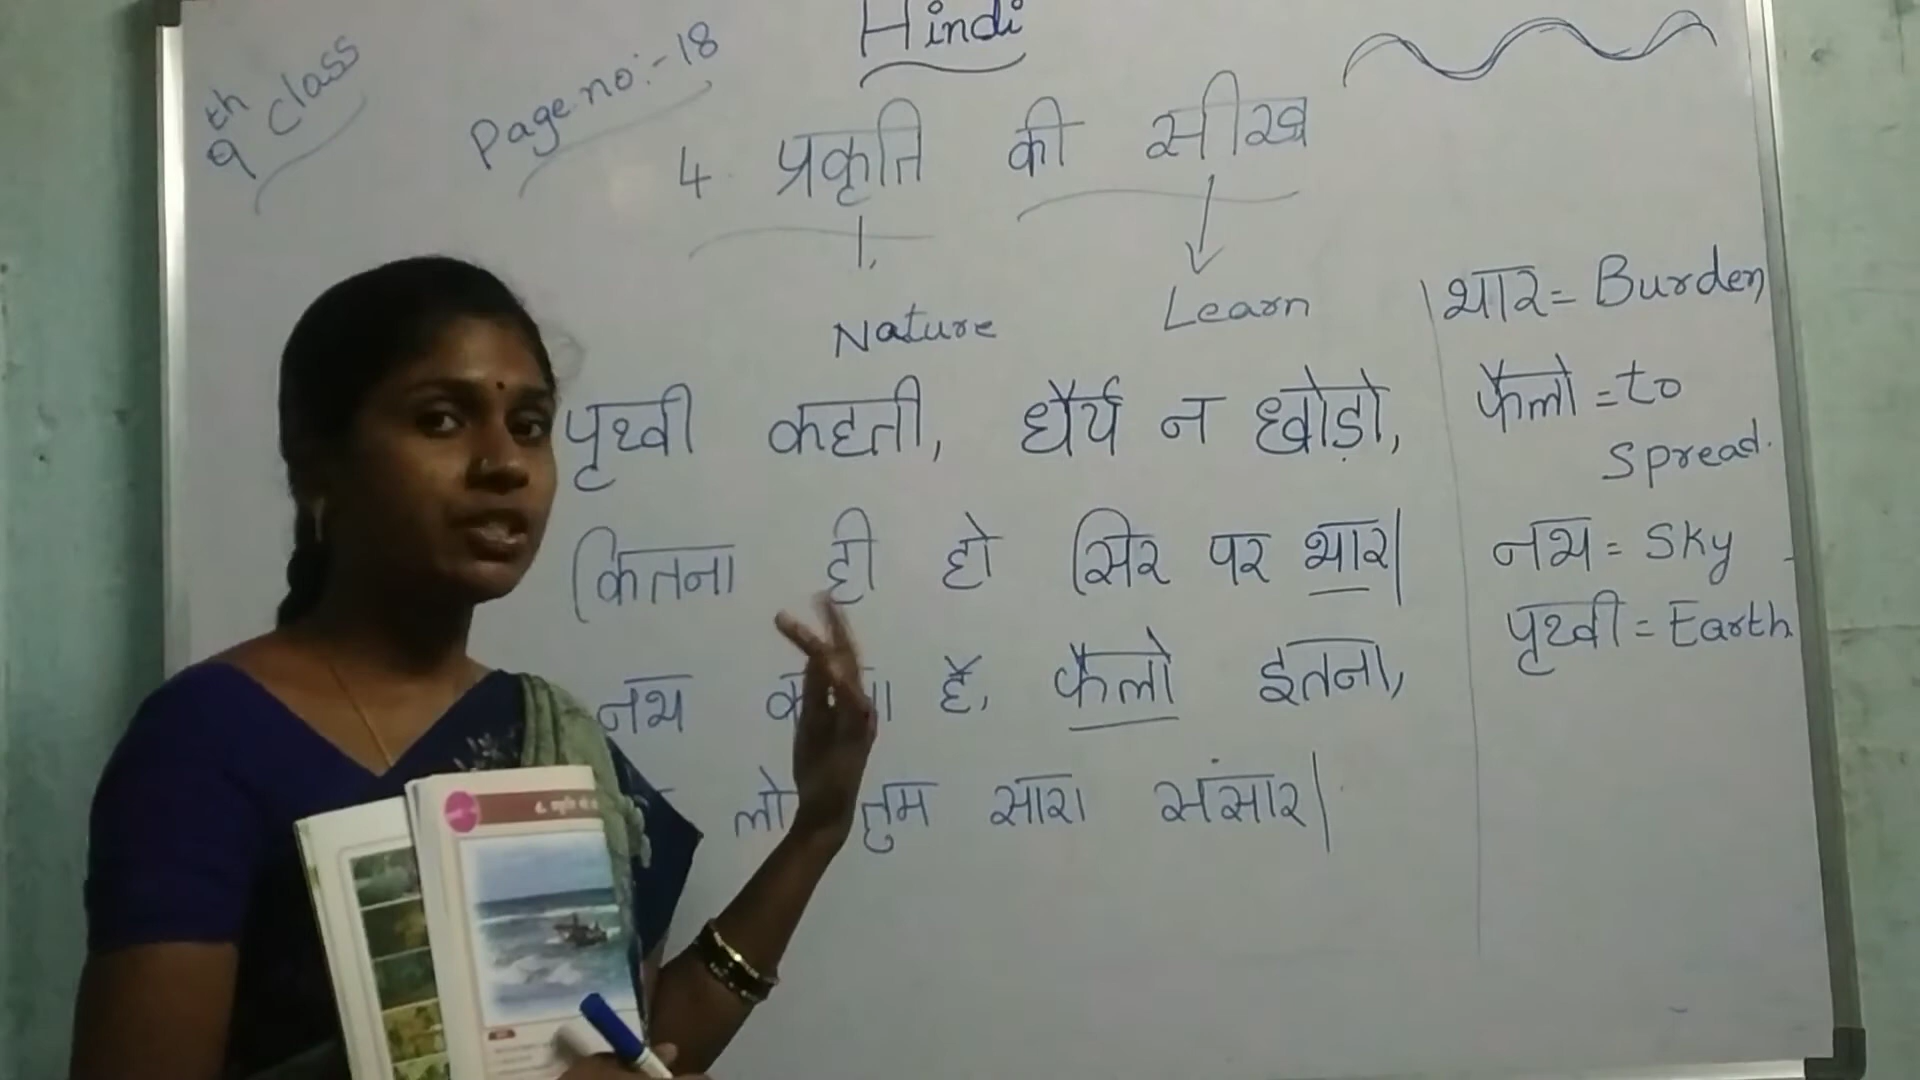 Hindi
9th class
Page no:-18
4. प्रकृति की सीख
Nature
Learn
पृथ्वी कहती, धैर्य न छोड़ो,
कितना ही हो सिर पर भार|
नभ है, फैलो इतना,
लो तुम सारा संसार|
भार = Burden
फैलो = to
Spread.
नभ = Sky
पृथ्वी = Earth